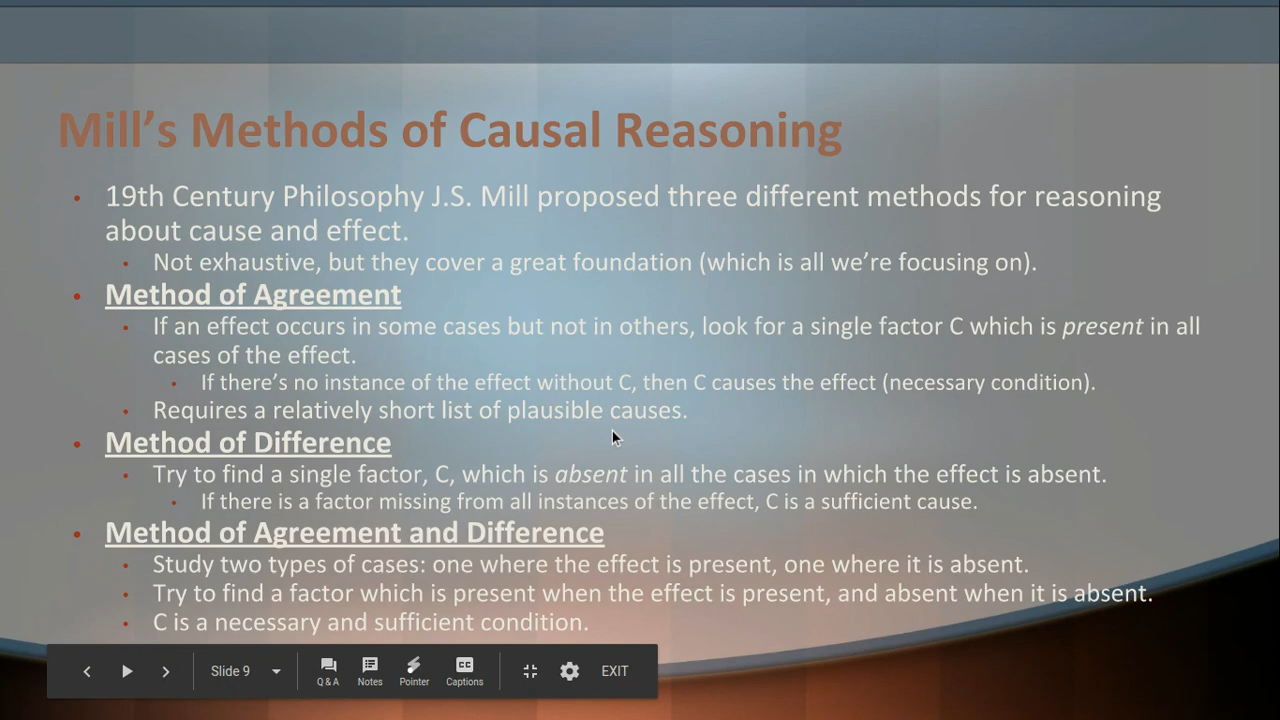 Mill's Methods of Causal Reasoning
• 19th Century Philosophy J.S. Mill proposed three different methods for reasoning
about cause and effect.
• Not exhaustive, but they cover a great foundation (which is all we're focusing on).
• Method of Agreement
• If an effect occurs in some cases but not in others, look for a single factor C which is present in all
cases of the effect.
• If there's no instance of the effect without C, then C causes the effect (necessary condition).
• Requires a relatively short list of plausible causes.
• Method of Difference
• Try to find a single factor, C, which is absent in all the cases in which the effect is absent.
• If there is a factor missing from all instances of the effect, C is a sufficient cause.
• Method of Agreement and Difference
• Study two types of cases: one where the effect is present, one where it is absent.
• Try to find a factor which is present when the effect is present, and absent when it is absent.
• C is a necessary and sufficient condition.
Slide 9
Q & A Notes Pointer CC Captions EXIT